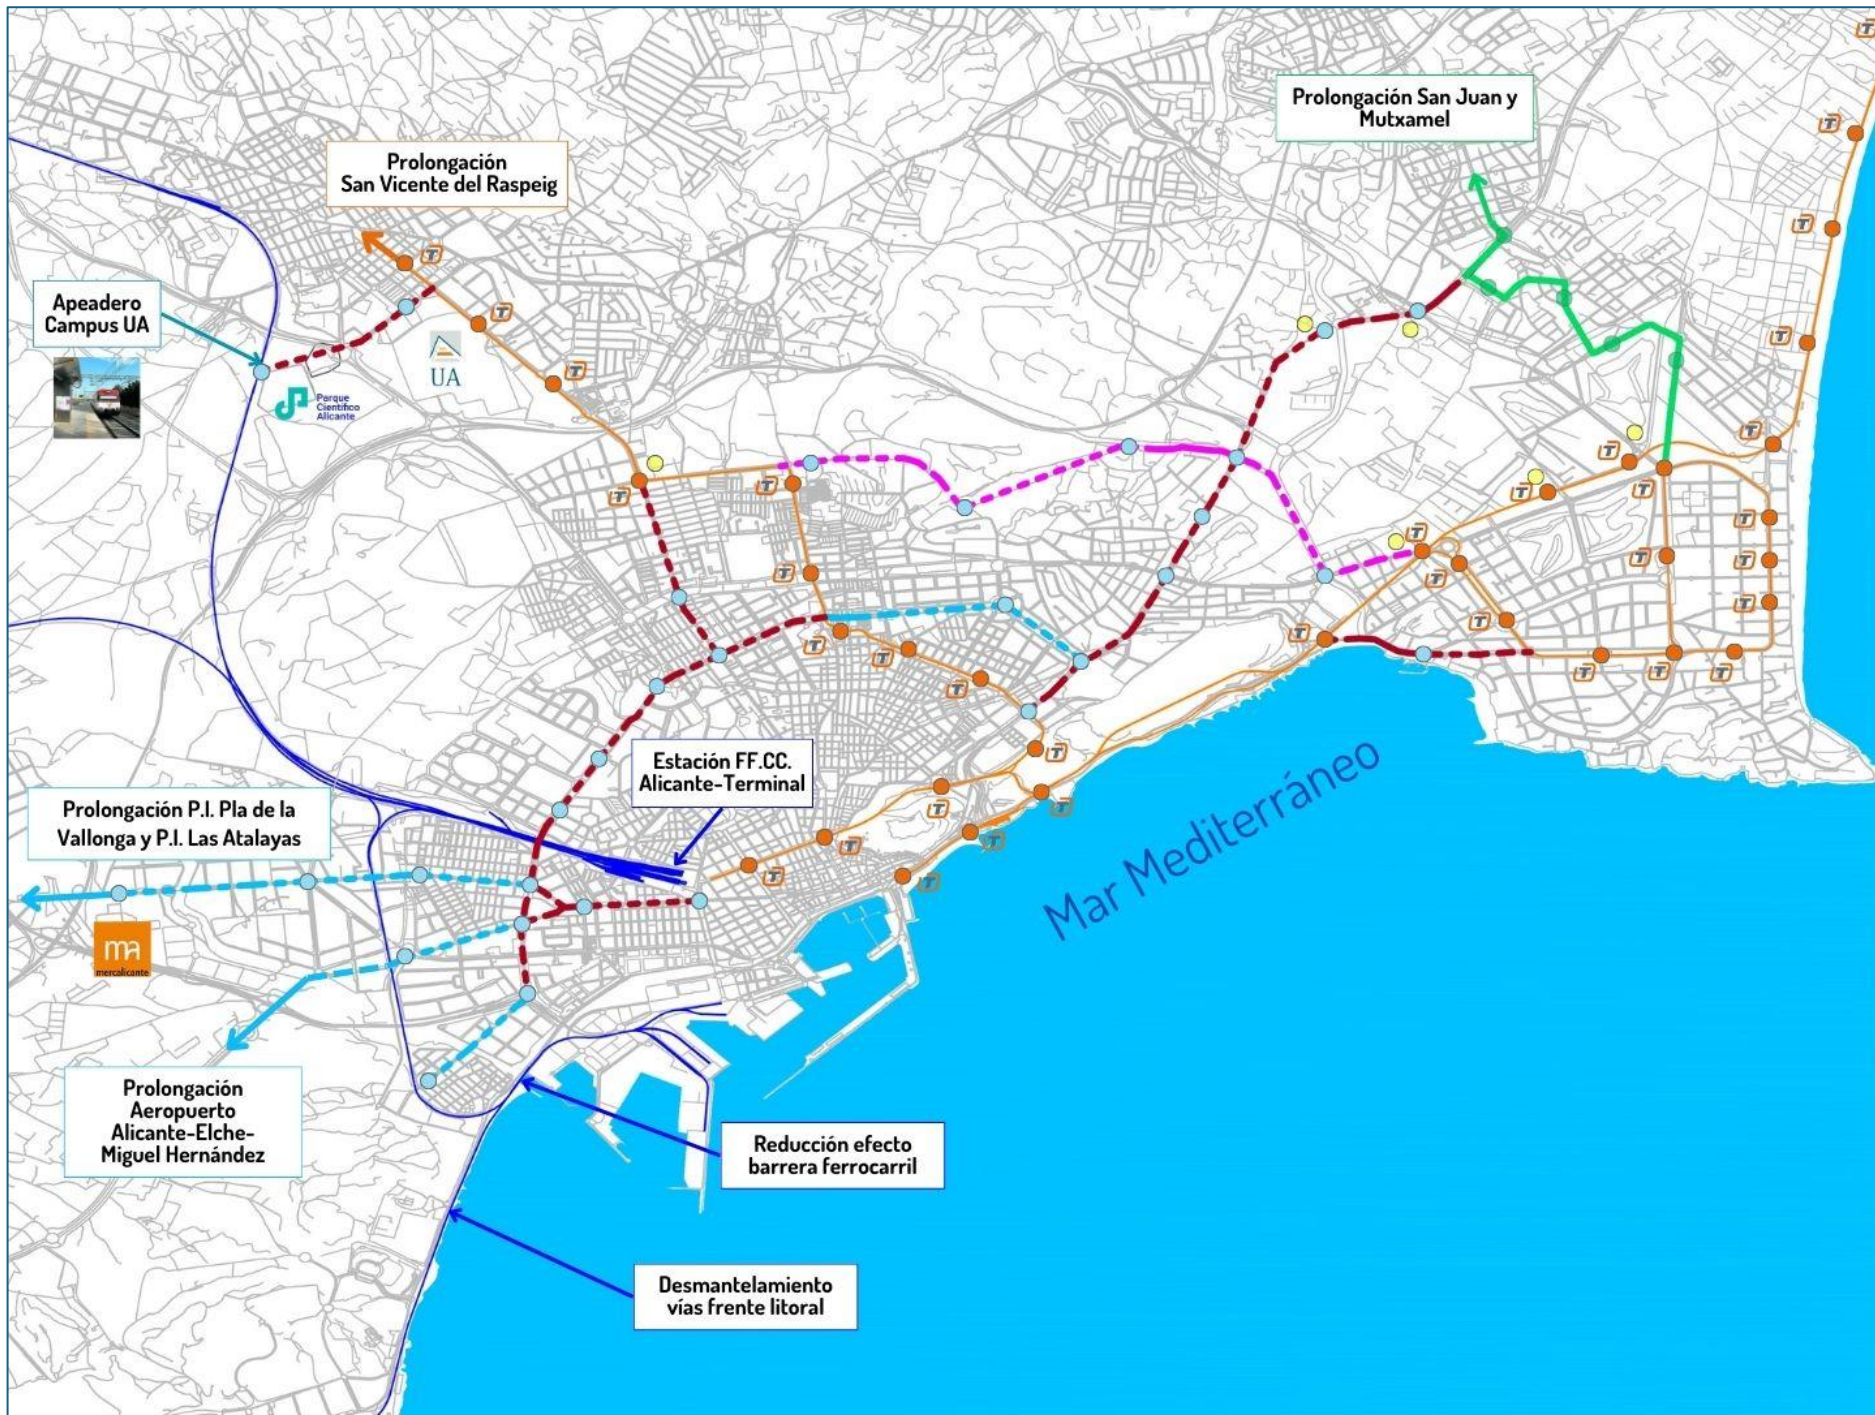 Prolongación San Juan y
Mutxamel
Prolongación
San Vicente del Raspeig
Apeadero
Campus UA
UA
Parque
Científico
Alicante
Estación FF.CC.
Alicante-Terminal
Prolongación P.I. Pla de la
Vallonga y P.I. Las Atalayas
Mar Mediterráneo
ma
mercalicante
Prolongación
Aeropuerto
Alicante-Elche-
Miguel Hernández
Reducción efecto
barrera ferrocarril
Desmantelamiento
vías frente litoral